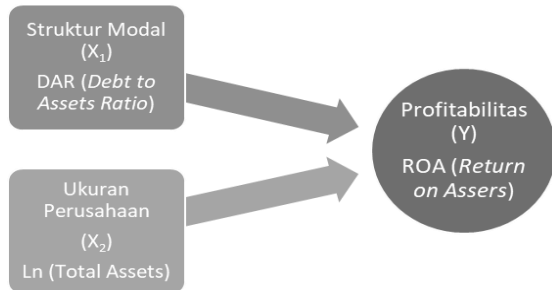 Struktur Modal
(X₁)
DAR (Debt to
Assets Ratio)
Profitabilitas
(Y)
ROA (Return
on Assers)
Ukuran
Perusahaan
(X₂)
Ln (Total Assets)